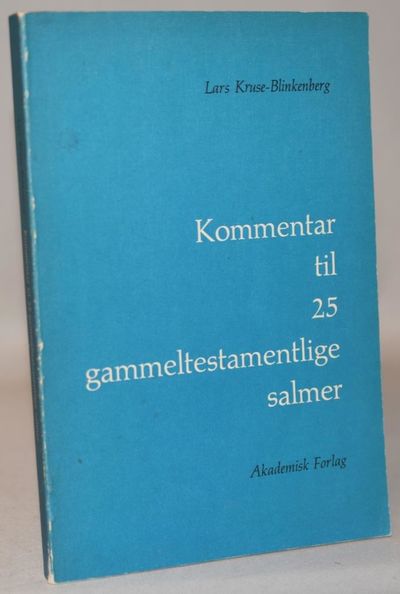 Lars Kruse-Blinkenberg
Kommentar
til
25
gammeltestamentlige
salmer
Akademisk Forlag